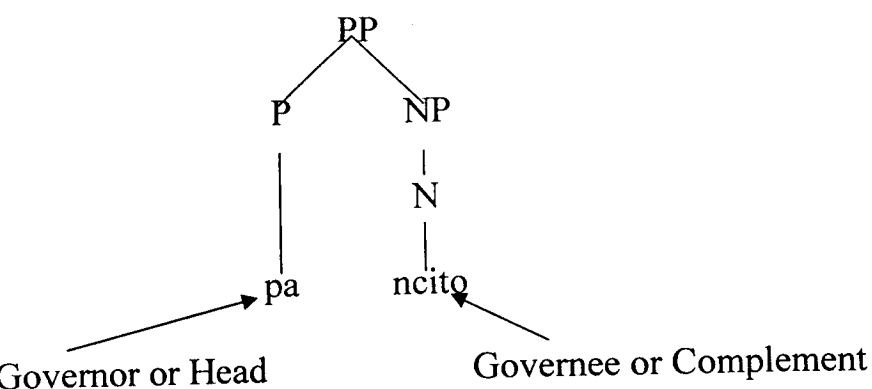 PP
P NP
N
pa ncito
Governor or Head Governee or Complement